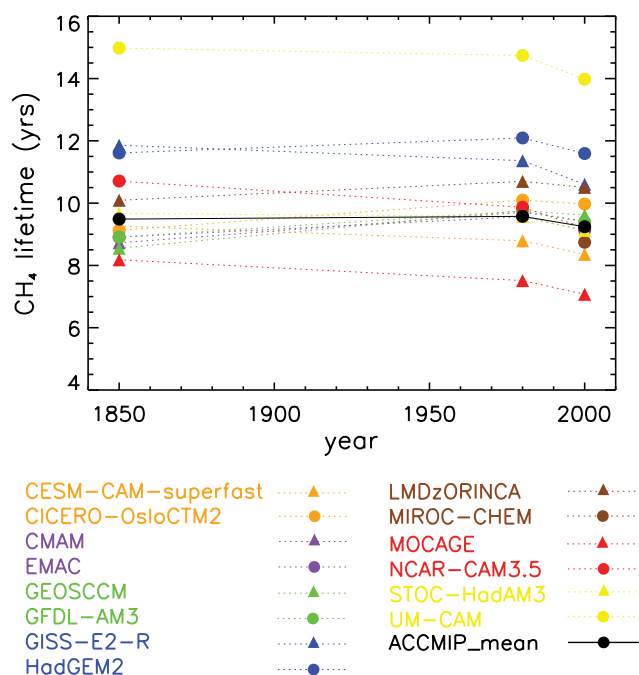 16
14
12
10
8
6
4
CH₄ lifetime (yrs)
1850 1900 1950 2000
year
CESM-CAM-superfast
CICERO-OsloCTM2
CMAM
EMAC
GEOSCCM
GFDL-AM3
GISS-E2-R
HadGEM2
LMDzORINCA
MIROC-CHEM
MOCAGE
NCAR-CAM3.5
STOC-HadAM3
UM-CAM
ACCMIP_mean